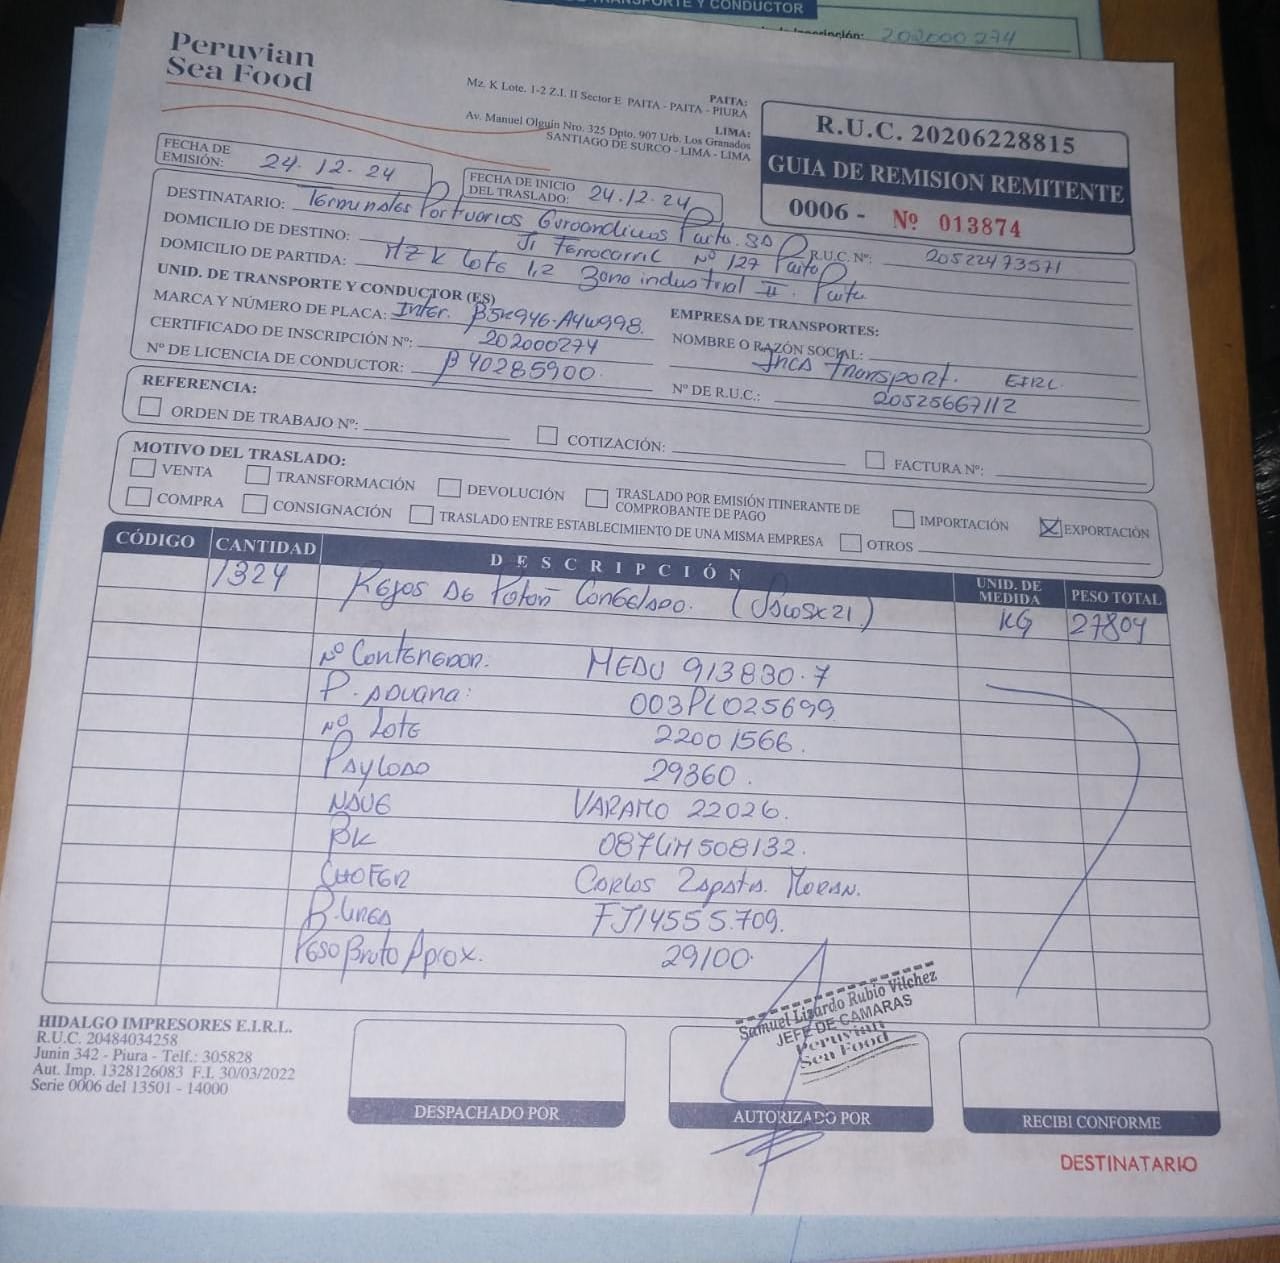 TRANSPORTE Y CONDUCTOR
202000274
Peruvian
Sea Food
PAITA:
Mz. K Lote. 1-2 Z.I. II Sector E PAITA - PAITA - PIURA
LIMA:
Av. Manuel Olguin Nro. 325 Dpto. 907 Urb. Los Granados
SANTIAGO DE SURCO - LIMA - LIMA
R.U.C. 20206228815
GUIA DE REMISION REMITENTE
0006 - Nº 013874
FECHA DE EMISIÓN: 24.12.24
FECHA DE INICIO DEL TRASLADO: 24.12.24
DESTINATARIO: Terminales Portuarios Euroandinos Paita. SA R.U.C. Nº: 20522473571
DOMICILIO DE DESTINO: Jr Ferrocarril Nº 127 Paita
DOMICILIO DE PARTIDA: Mz K Lote 1,2 Zona industrial II. Paita
UNID. DE TRANSPORTE Y CONDUCTOR (ES)
MARCA Y NÚMERO DE PLACA: Inter. B5K946-A4W998
CERTIFICADO DE INSCRIPCIÓN Nº: 202000274
Nº DE LICENCIA DE CONDUCTOR: B40285900
EMPRESA DE TRANSPORTES:
NOMBRE O RAZÓN SOCIAL: Inca Transport. EIRL
Nº DE R.U.C.: 20525667112
REFERENCIA:
ORDEN DE TRABAJO Nº: COTIZACIÓN: FACTURA Nº:
MOTIVO DEL TRASLADO:
VENTA TRANSFORMACIÓN DEVOLUCIÓN TRASLADO POR EMISIÓN ITINERANTE DE COMPROBANTE DE PAGO IMPORTACIÓN EXPORTACIÓN
COMPRA CONSIGNACIÓN TRASLADO ENTRE ESTABLECIMIENTO DE UNA MISMA EMPRESA OTROS
CÓDIGO CANTIDAD DESCRIPCIÓN UNID. DE MEDIDA PESO TOTAL
1324 Rejos de Poton Congelado. KG 27804
Nº Contenedor. MEDU 913830.7
P. Aduana: 003PL025699
Nº Lote 22001566.
Payload 29360.
Nave VARAMO 22026.
BK 087LIM508132.
Chofer Carlos Zapata Moran.
P. Linea FJ14555709.
Peso Bruto Aprox. 29100
Samuel Lizardo Rubio Vilchez
JEFE DE CAMARAS
Peruvian
Sea Food
HIDALGO IMPRESORES E.I.R.L.
R.U.C. 20484034258
Junin 342 - Piura - Telf.: 305828
Aut. Imp. 1328126083 F.I. 30/03/2022
Serie 0006 del 13501 - 14000
DESPACHADO POR
AUTORIZADO POR
RECIBI CONFORME
DESTINATARIO